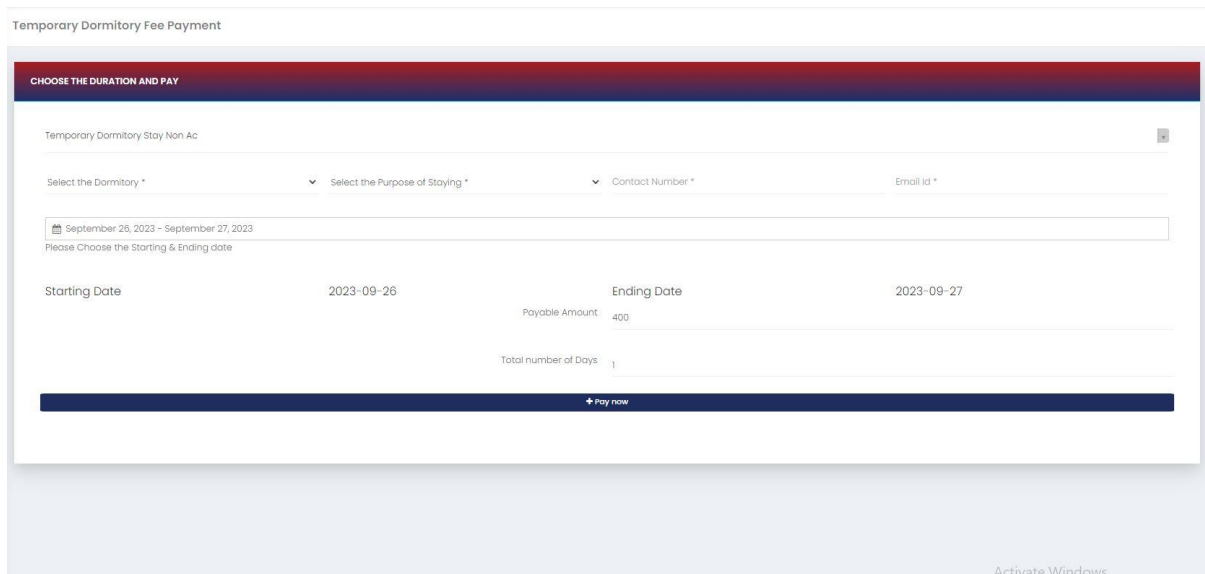 Temporary Dormitory Fee Payment
CHOOSE THE DURATION AND PAY
Temporary Dormitory Stay Non Ac
Select the Dormitory * Select the Purpose of Staying * Contact Number * Email Id *
September 26, 2023 - September 27, 2023
Please Choose the Starting & Ending date
Starting Date 2023-09-26 Ending Date 2023-09-27
Payable Amount 400
Total number of Days 1
+ Pay now
Activate Windows